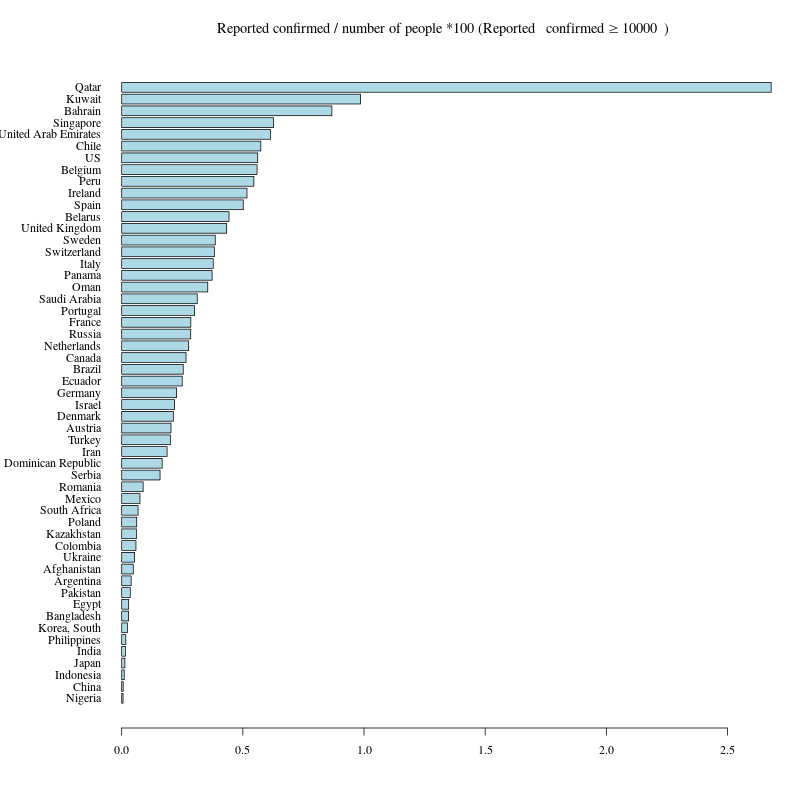 Reported confirmed / number of people *100 (Reported confirmed ≥ 10000 )
Qatar
Kuwait
Bahrain
Singapore
United Arab Emirates
Chile
US
Belgium
Peru
Ireland
Spain
Belarus
United Kingdom
Sweden
Switzerland
Italy
Panama
Oman
Saudi Arabia
Portugal
France
Russia
Netherlands
Canada
Brazil
Ecuador
Germany
Israel
Denmark
Austria
Turkey
Iran
Dominican Republic
Serbia
Romania
Mexico
South Africa
Poland
Kazakhstan
Colombia
Ukraine
Afghanistan
Argentina
Pakistan
Egypt
Bangladesh
Korea, South
Philippines
India
Japan
Indonesia
China
Nigeria
0.0 0.5 1.0 1.5 2.0 2.5